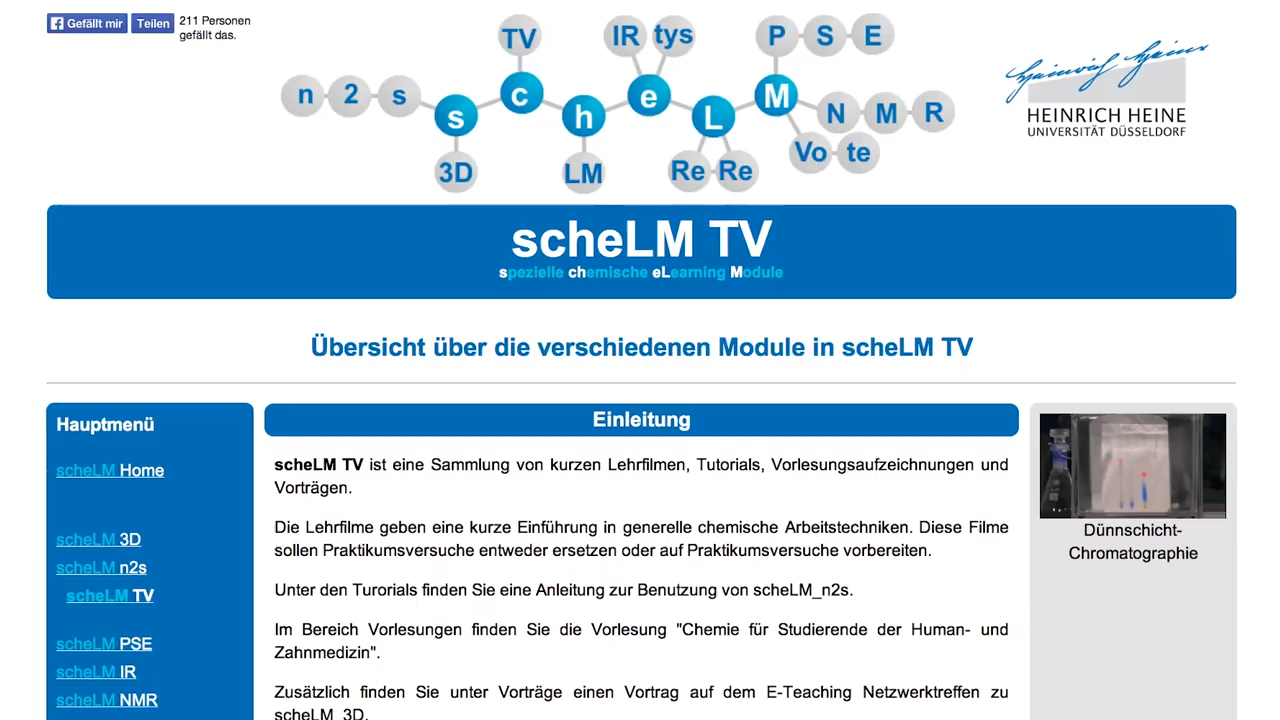 Gefällt mir Teilen 211 Personen
gefällt das.
TV IR tys P S E
n 2 s s c h e L M N M R
3D LM Re Re Vo te
Heinrich Heine
HEINRICH HEINE
UNIVERSITÄT DÜSSELDORF
scheLM TV
spezielle chemische eLearning Module
Übersicht über die verschiedenen Module in scheLM TV
Hauptmenü
scheLM Home
scheLM 3D
scheLM n2s
scheLM TV
scheLM PSE
scheLM IR
scheLM NMR
Einleitung
scheLM TV ist eine Sammlung von kurzen Lehrfilmen, Tutorials, Vorlesungsaufzeichnungen und
Vorträgen.
Die Lehrfilme geben eine kurze Einführung in generelle chemische Arbeitstechniken. Diese Filme
sollen Praktikumsversuche entweder ersetzen oder auf Praktikumsversuche vorbereiten.
Unter den Turorials finden Sie eine Anleitung zur Benutzung von scheLM_n2s.
Im Bereich Vorlesungen finden Sie die Vorlesung "Chemie für Studierende der Human- und
Zahnmedizin".
Zusätzlich finden Sie unter Vorträge einen Vortrag auf dem E-Teaching Netzwerktreffen zu
scheLM_3D.
Dünnschicht-
Chromatographie